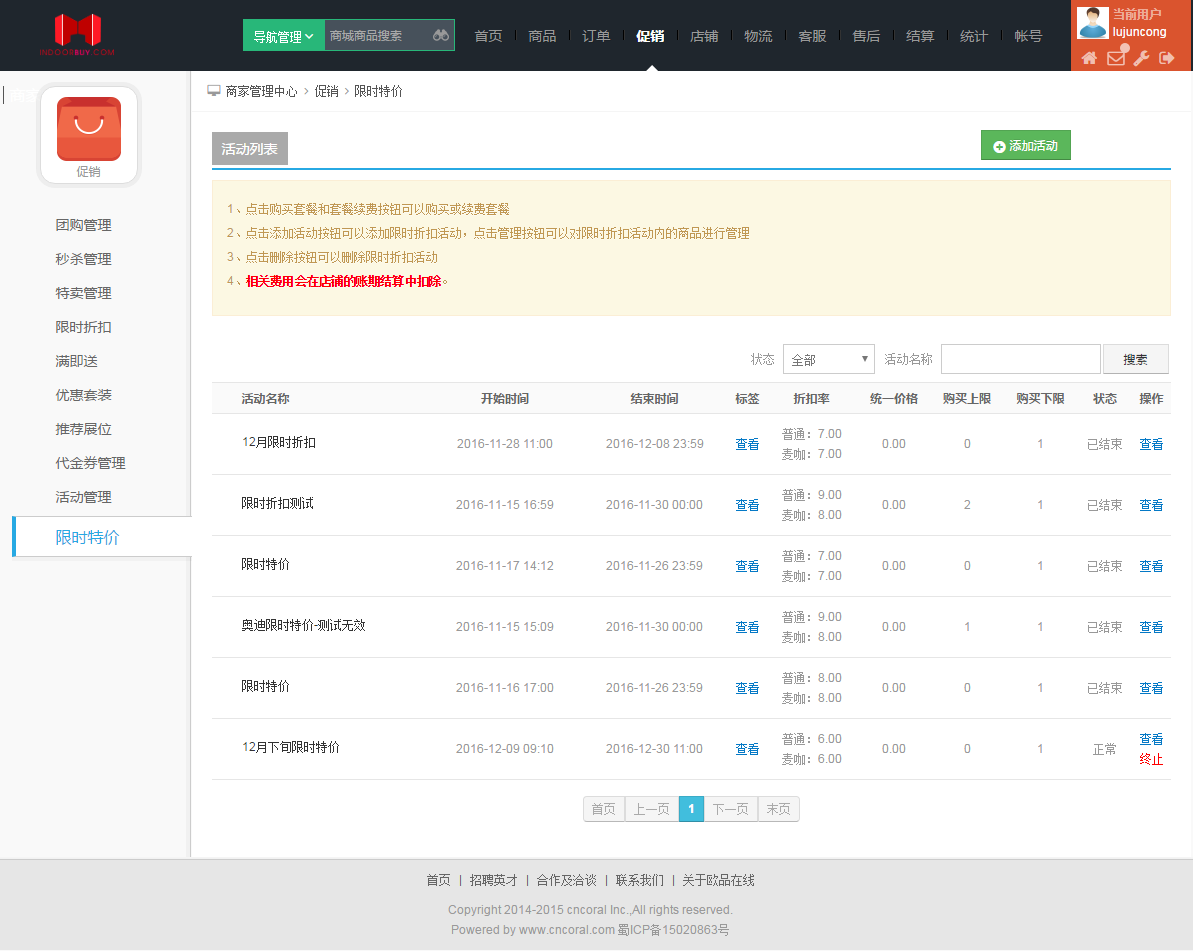 INDOORBUY.COM
导航管理 商城商品搜索
首页 商品 订单 促销 店铺 物流 客服 售后 结算 统计 帐号
当前用户
lujuncong
商家管理中心 > 促销 > 限时特价
促销
团购管理
秒杀管理
特卖管理
限时折扣
满即送
优惠套装
推荐展位
代金券管理
活动管理
限时特价
活动列表 添加活动
1、点击购买套餐和套餐续费按钮可以购买或续费套餐
2、点击添加活动按钮可以添加限时折扣活动，点击管理按钮可以对限时折扣活动内的商品进行管理
3、点击删除按钮可以删除限时折扣活动
4、相关费用会在店铺的账期结算中扣除。
状态 全部 活动名称 搜索
活动名称 开始时间 结束时间 标签 折扣率 统一价格 购买上限 购买下限 状态 操作
12月限时折扣 2016-11-28 11:00 2016-12-08 23:59 查看 普通：7.00 0.00 0 1 已结束 查看
麦咖：7.00
限时折扣测试 2016-11-15 16:59 2016-11-30 00:00 查看 普通：9.00 0.00 2 1 已结束 查看
麦咖：8.00
限时特价 2016-11-17 14:12 2016-11-26 23:59 查看 普通：7.00 0.00 0 1 已结束 查看
麦咖：7.00
奥迪限时特价-测试无效 2016-11-15 15:09 2016-11-30 00:00 查看 普通：9.00 0.00 1 1 已结束 查看
麦咖：8.00
限时特价 2016-11-16 17:00 2016-11-26 23:59 查看 普通：8.00 0.00 0 1 已结束 查看
麦咖：8.00
12月下旬限时特价 2016-12-09 09:10 2016-12-30 11:00 查看 普通：6.00 0.00 0 1 正常 查看
麦咖：6.00 终止
首页 上一页 1 下一页 末页
首页 | 招聘英才 | 合作及洽谈 | 联系我们 | 关于欧品在线
Copyright 2014-2015 cncoral Inc.,All rights reserved.
Powered by www.cncoral.com 蜀ICP备15020863号